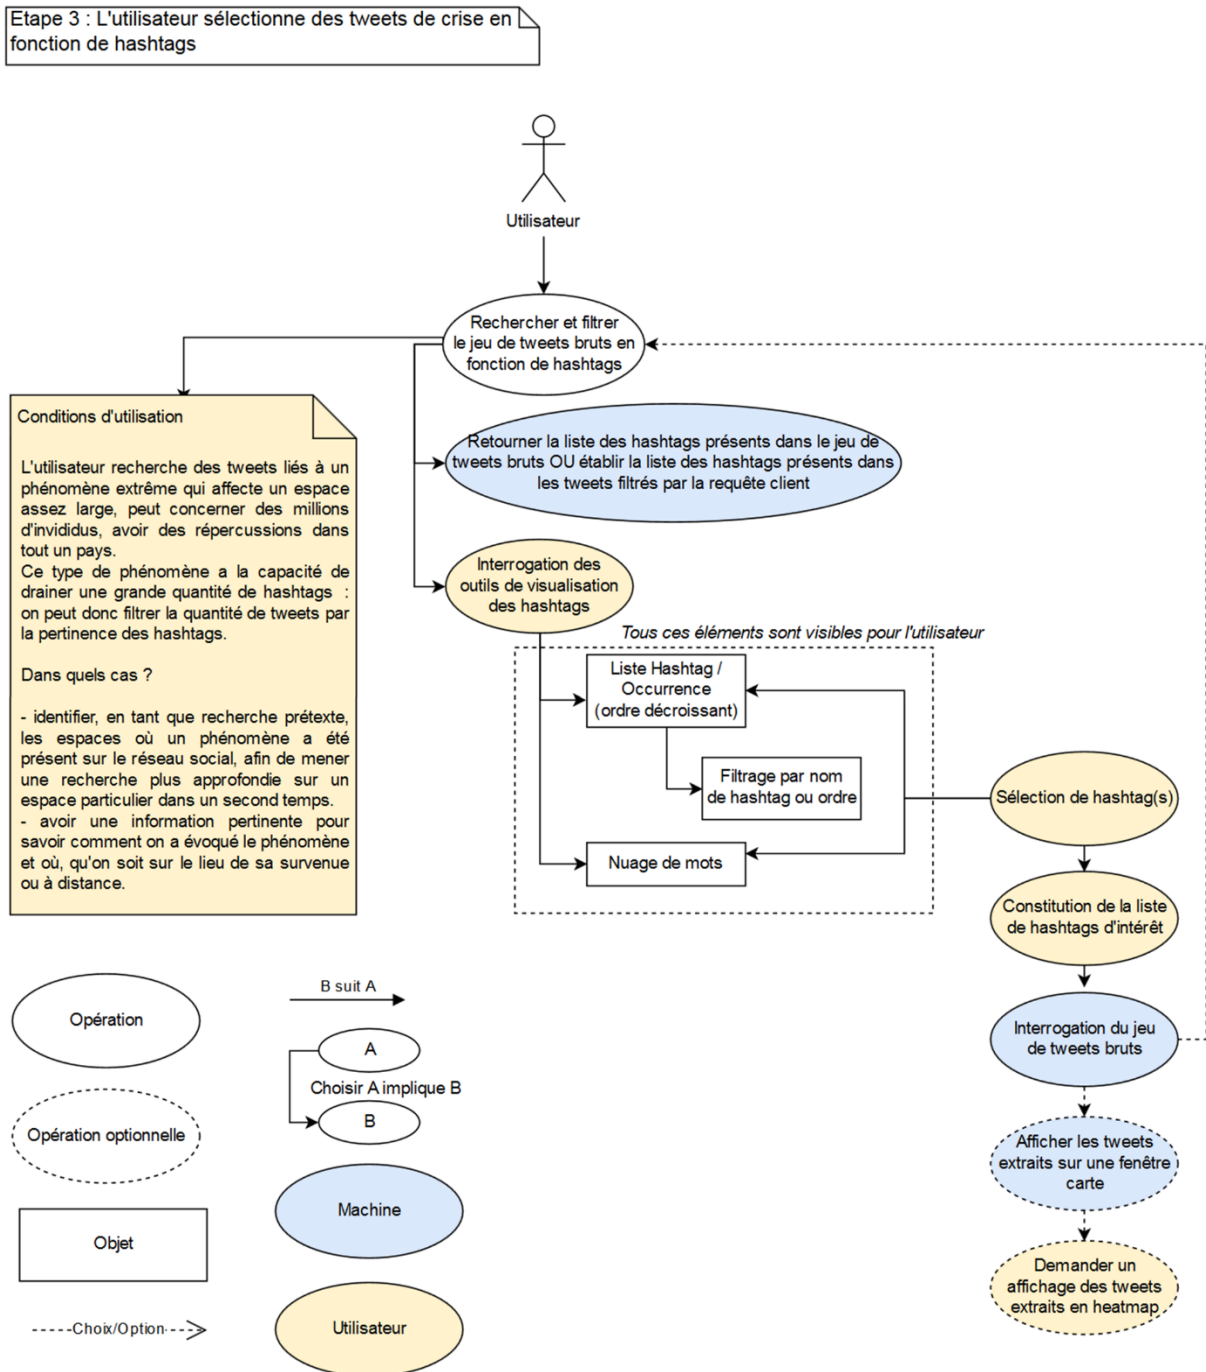 Etape 3 : L'utilisateur sélectionne des tweets de crise en
fonction de hashtags
Utilisateur
Rechercher et filtrer
le jeu de tweets bruts en
fonction de hashtags
Conditions d'utilisation
L'utilisateur recherche des tweets liés à un
phénomène extrême qui affecte un espace
assez large, peut concerner des millions
d'invididus, avoir des répercussions dans
tout un pays.
Ce type de phénomène a la capacité de
drainer une grande quantité de hashtags :
on peut donc filtrer la quantité de tweets par
la pertinence des hashtags.
Dans quels cas ?
- identifier, en tant que recherche prétexte,
les espaces où un phénomène a été
présent sur le réseau social, afin de mener
une recherche plus approfondie sur un
espace particulier dans un second temps.
- avoir une information pertinente pour
savoir comment on a évoqué le phénomène
et où, qu'on soit sur le lieu de sa survenue
ou à distance.
Retourner la liste des hashtags présents dans le jeu de
tweets bruts OU établir la liste des hashtags présents dans
les tweets filtrés par la requête client
Interrogation des
outils de visualisation
des hashtags
Tous ces éléments sont visibles pour l'utilisateur
Liste Hashtag /
Occurrence
(ordre décroissant)
Filtrage par nom
de hashtag ou ordre
Nuage de mots
Sélection de hashtag(s)
Constitution de la liste
de hashtags d'intérêt
Interrogation du jeu
de tweets bruts
Afficher les tweets
extraits sur une fenêtre
carte
Demander un
affichage des tweets
extraits en heatmap
Opération
Opération optionnelle
Objet
Choix/Option
B suit A
A
Choisir A implique B
B
Machine
Utilisateur